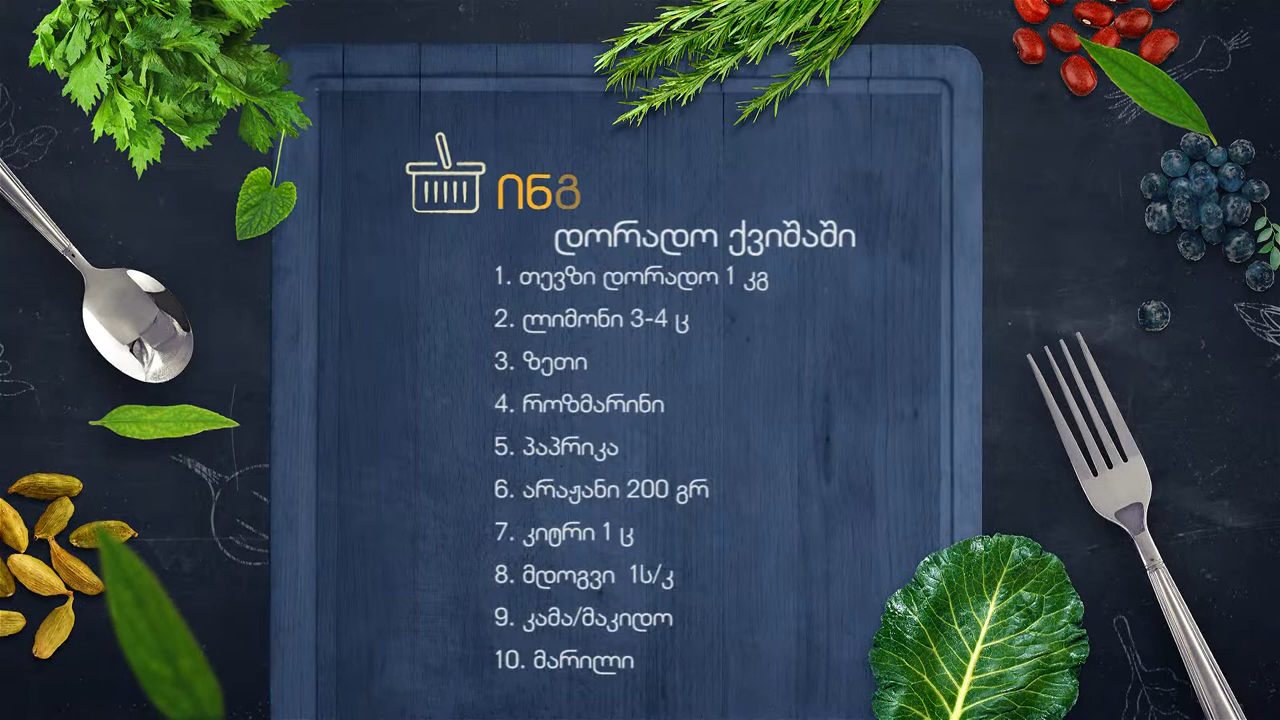 ინგ
დორადო ქვიშაში
1. თევზი დორადო 1 კგ
2. ლიმონი 3-4 ც
3. ზეთი
4. როზმარინი
5. პაპრიკა
6. არაჟანი 200 გრ
7. კიტრი 1 ც
8. მდოგვი 1ს/კ
9. კამა/მაკიდო
10. მარილი